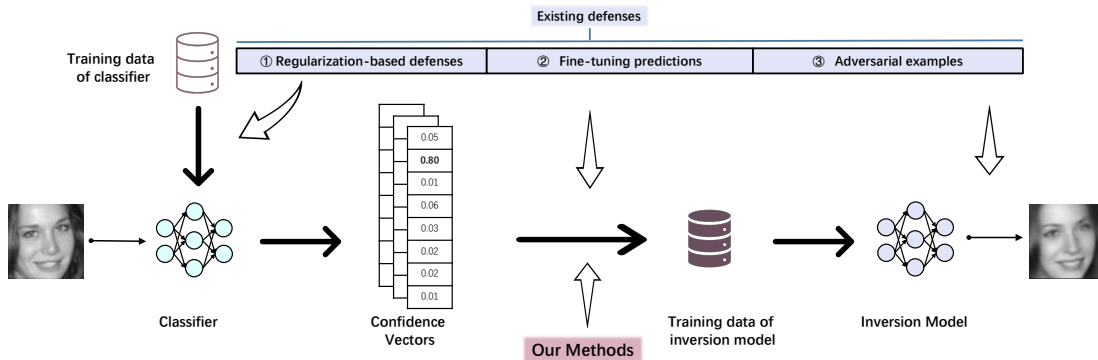 Existing defenses
Training data
of classifier
① Regularization-based defenses
② Fine-tuning predictions
③ Adversarial examples
0.05
0.80
0.01
0.06
0.03
0.02
0.02
0.01
Classifier
Confidence
Vectors
Training data of
inversion model
Inversion Model
Our Methods